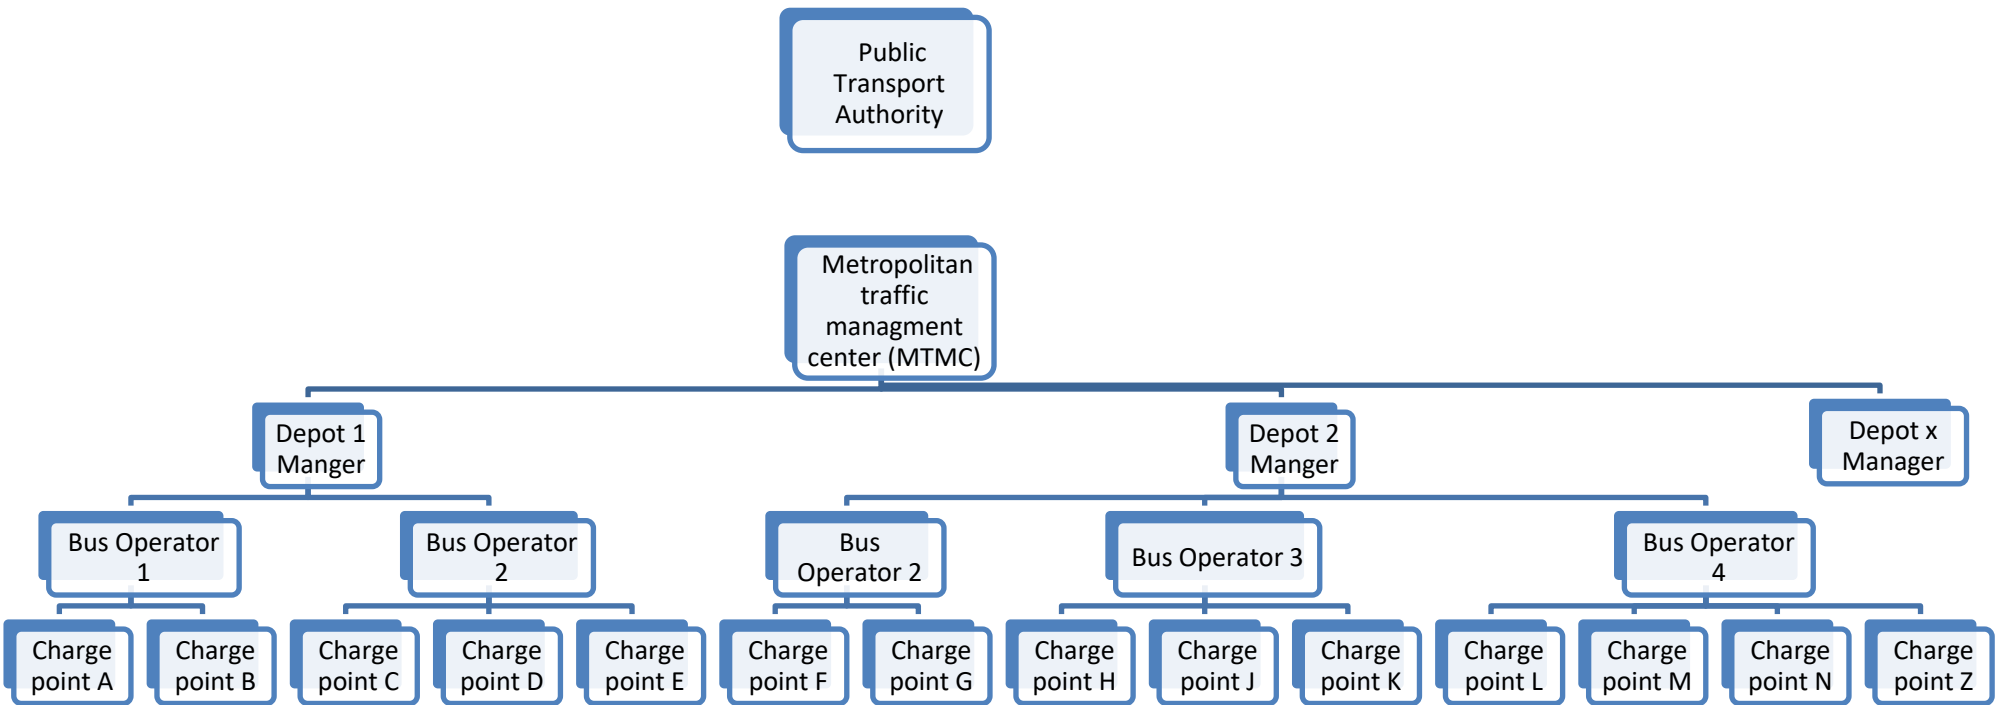 Public
Transport
Authority
Metropolitan
traffic
managment
center (MTMC)
Depot 1
Manger
Depot 2
Manger
Depot x
Manager
Bus Operator
1
Bus Operator
2
Bus
Operator 2
Bus Operator 3
Bus Operator
4
Charge
point A
Charge
point B
Charge
point C
Charge
point D
Charge
point E
Charge
point F
Charge
point G
Charge
point H
Charge
point J
Charge
point K
Charge
point L
Charge
point M
Charge
point N
Charge
point Z